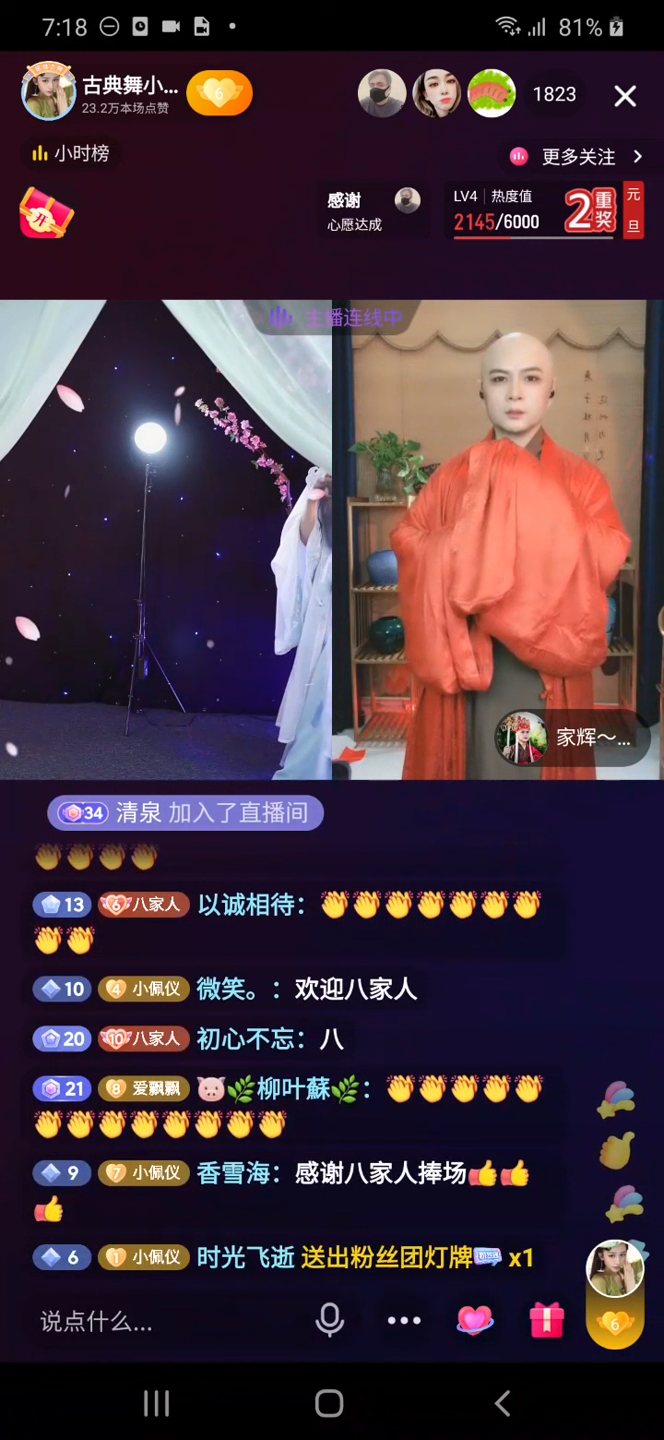 7:18
81%
古典舞小...
23.2万本场点赞
6
1823
小时榜
更多关注
开
感谢
心愿达成
LV4 热度值
2145/6000
2重奖
元旦
主播连线中
家辉～...
34 清泉 加入了直播间
👏👏👏👏
13 6 八家人 以诚相待：👏👏👏👏👏👏👏
👏👏
10 4 小佩仪 微笑。：欢迎八家人
20 10 八家人 初心不忘：八
21 8 爱飘飘 🐷🌿柳叶蘇🌿：👏👏👏👏👏
👏👏👏👏👏👏👏👏
9 7 小佩仪 香雪海：感谢八家人捧场👍👍
👍
6 1 小佩仪 时光飞逝 送出粉丝团灯牌 x1
说点什么...
6